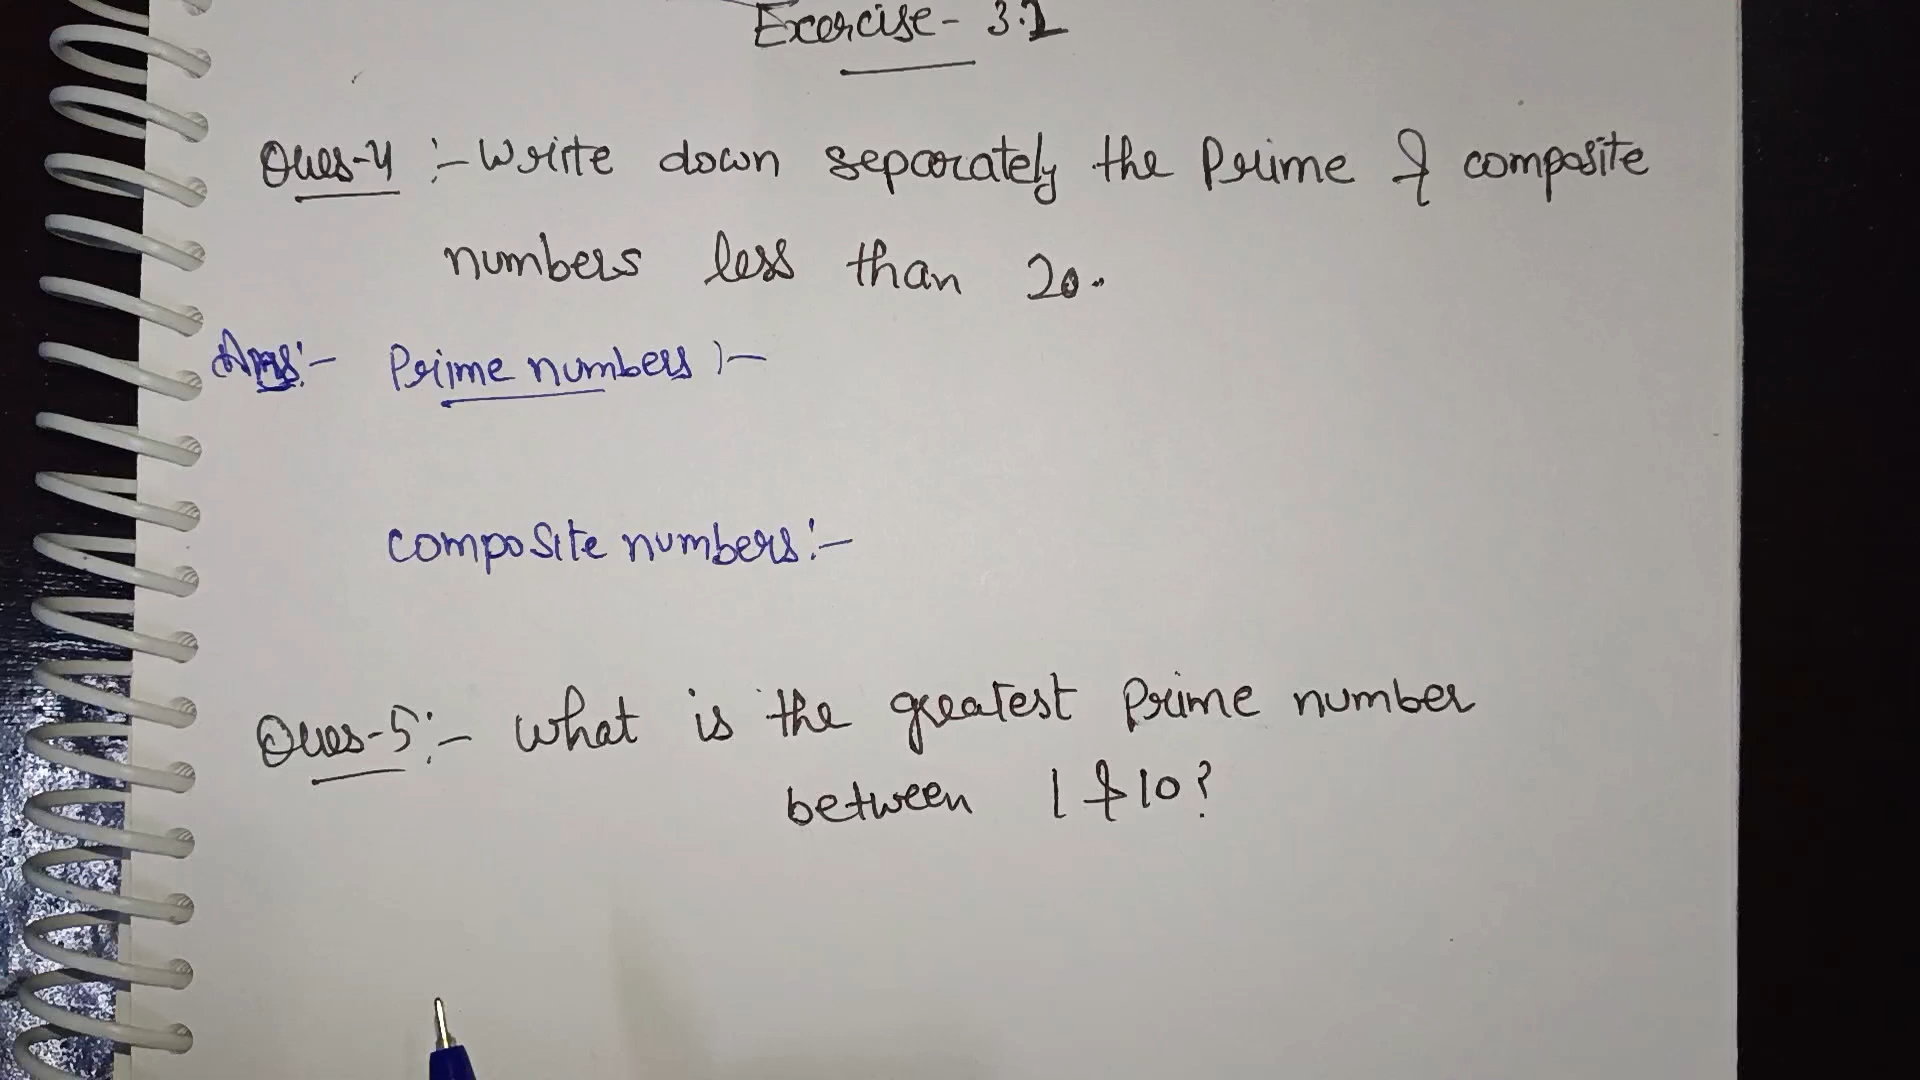 Exercise - 3.2
Ques-4 :- Write down separately the Prime & composite
numbers less than 20.
Ans:- Prime numbers :-
composite numbers :-
Ques-5 :- What is the greatest Prime number
between 1 & 10?